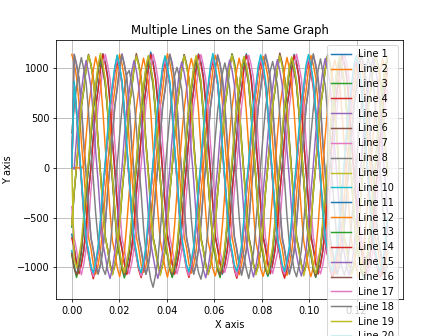 Multiple Lines on the Same Graph
Y axis
1000
500
0
−500
−1000
0.00
0.02
0.04
0.06
0.08
0.10
X axis
Line 1
Line 2
Line 3
Line 4
Line 5
Line 6
Line 7
Line 8
Line 9
Line 10
Line 11
Line 12
Line 13
Line 14
Line 15
Line 16
Line 17
Line 18
Line 19
Line 20